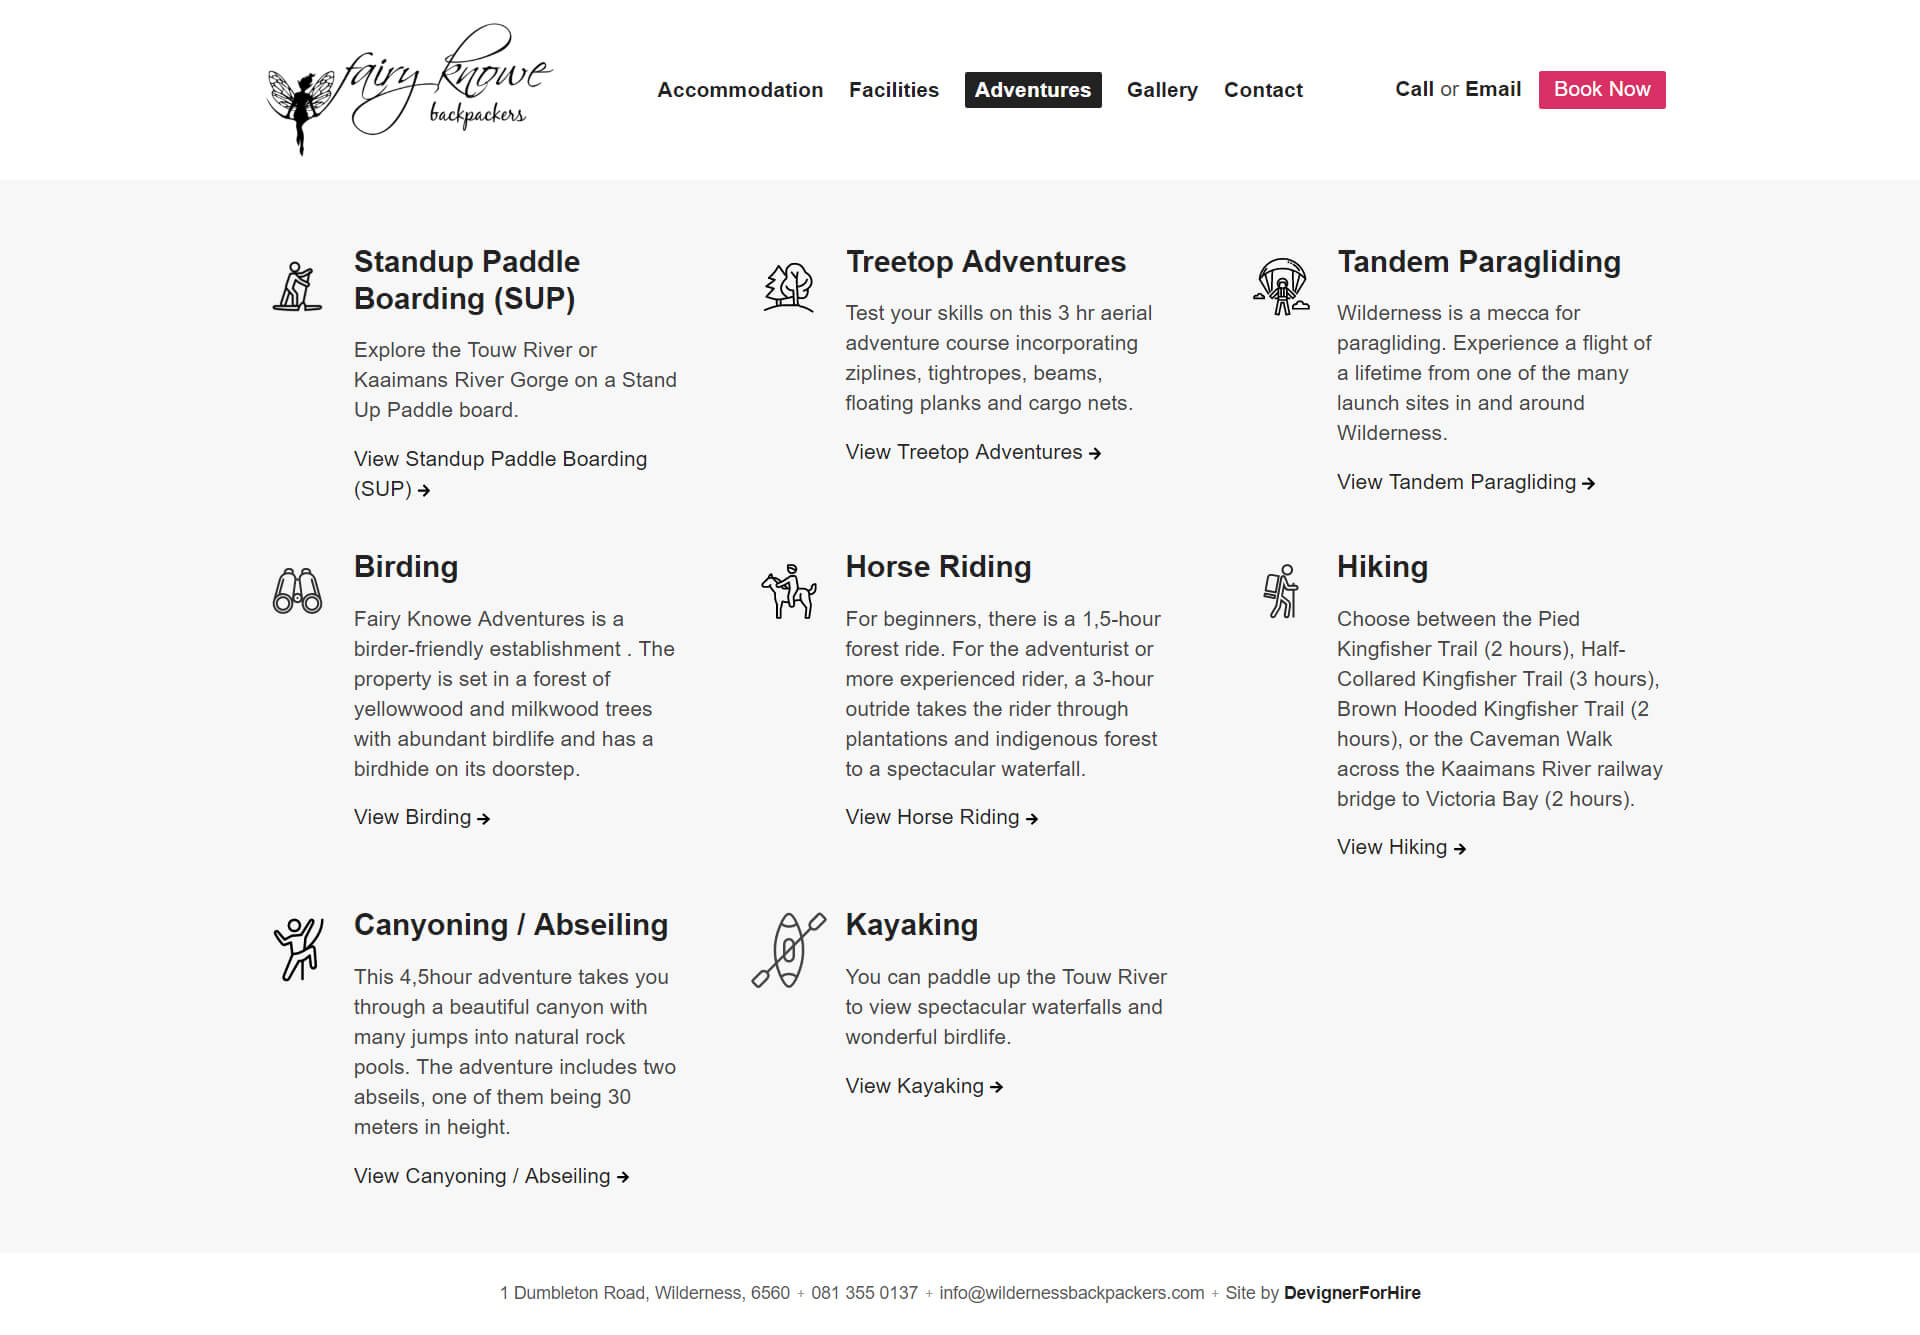 fairy knowe
backpackers
Accommodation Facilities Adventures Gallery Contact Call or Email Book Now
Standup Paddle
Boarding (SUP)
Explore the Touw River or
Kaaimans River Gorge on a Stand
Up Paddle board.
View Standup Paddle Boarding
(SUP) →
Treetop Adventures
Test your skills on this 3 hr aerial
adventure course incorporating
ziplines, tightropes, beams,
floating planks and cargo nets.
View Treetop Adventures →
Tandem Paragliding
Wilderness is a mecca for
paragliding. Experience a flight of
a lifetime from one of the many
launch sites in and around
Wilderness.
View Tandem Paragliding →
Birding
Fairy Knowe Adventures is a
birder-friendly establishment . The
property is set in a forest of
yellowwood and milkwood trees
with abundant birdlife and has a
birdhide on its doorstep.
View Birding →
Horse Riding
For beginners, there is a 1,5-hour
forest ride. For the adventurist or
more experienced rider, a 3-hour
outride takes the rider through
plantations and indigenous forest
to a spectacular waterfall.
View Horse Riding →
Hiking
Choose between the Pied
Kingfisher Trail (2 hours), Half-
Collared Kingfisher Trail (3 hours),
Brown Hooded Kingfisher Trail (2
hours), or the Caveman Walk
across the Kaaimans River railway
bridge to Victoria Bay (2 hours).
View Hiking →
Canyoning / Abseiling
This 4,5hour adventure takes you
through a beautiful canyon with
many jumps into natural rock
pools. The adventure includes two
abseils, one of them being 30
meters in height.
View Canyoning / Abseiling →
Kayaking
You can paddle up the Touw River
to view spectacular waterfalls and
wonderful birdlife.
View Kayaking →
1 Dumbleton Road, Wilderness, 6560 + 081 355 0137 + info@wildernessbackpackers.com + Site by DevignerForHire